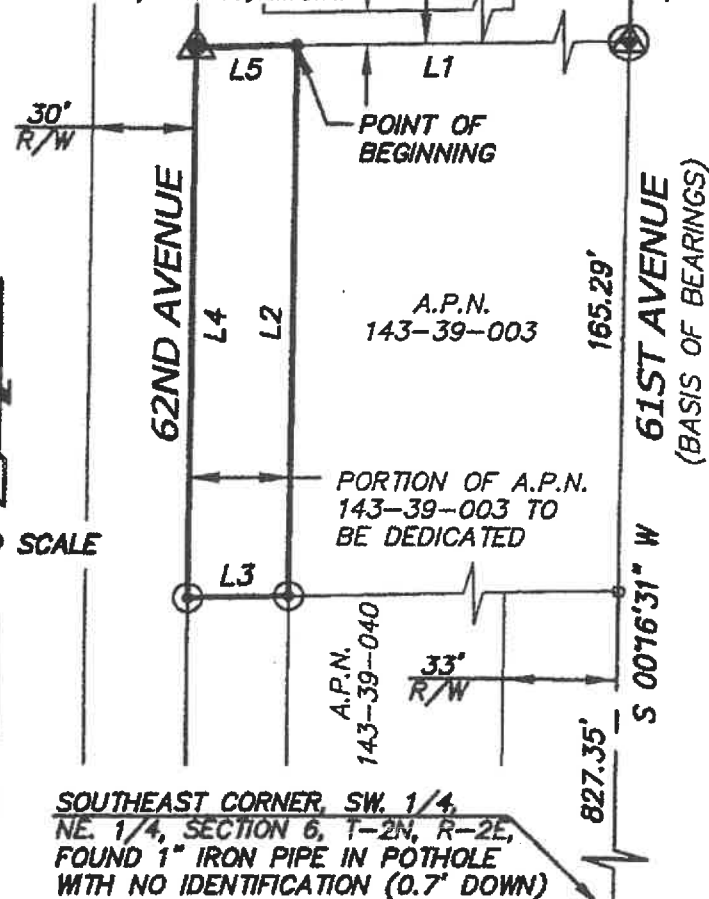 L5
L1
30'
R/W
POINT OF
BEGINNING
62ND AVENUE
L4
L2
A.P.N.
143-39-003
165.29'
61ST AVENUE
(BASIS OF BEARINGS)
PORTION OF A.P.N.
143-39-003 TO
BE DEDICATED
SCALE
L3
A.P.N.
143-39-040
33'
R/W
S 00°16'31" W
827.35'
SOUTHEAST CORNER, SW. 1/4,
NE. 1/4, SECTION 6, T-2N, R-2E,
FOUND 1" IRON PIPE IN POTHOLE
WITH NO IDENTIFICATION (0.7' DOWN)